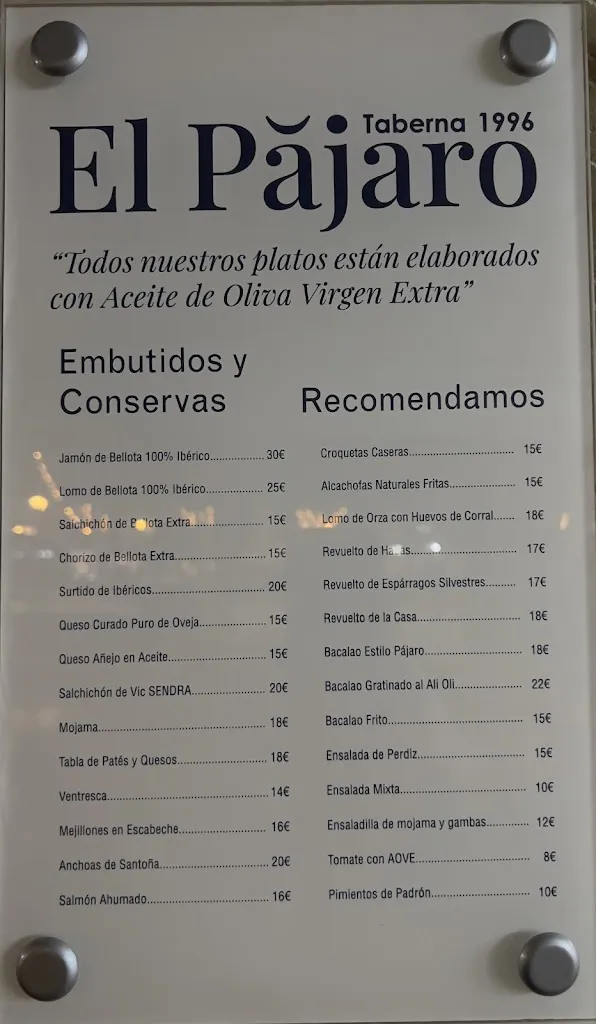 El Păjaro
Taberna 1996
“Todos nuestros platos están elaborados
con Aceite de Oliva Virgen Extra”
Embutidos y
Conservas
Jamón de Bellota 100% Ibérico.................. 30€
Lomo de Bellota 100% Ibérico................... 25€
Salchichón de Bellota Extra........................ 15€
Chorizo de Bellota Extra............................. 15€
Surtido de Ibéricos...................................... 20€
Queso Curado Puro de Oveja...................... 15€
Queso Añejo en Aceite................................ 15€
Salchichón de Vic SENDRA......................... 20€
Mojama........................................................ 18€
Tabla de Patés y Quesos.............................. 18€
Ventresca...................................................... 14€
Mejillones en Escabeche.............................. 16€
Anchoas de Santoña.................................... 20€
Salmón Ahumado......................................... 16€
Recomendamos
Croquetas Caseras................................... 15€
Alcachofas Naturales Fritas...................... 15€
Lomo de Orza con Huevos de Corral....... 18€
Revuelto de Habas................................... 17€
Revuelto de Espárragos Silvestres.......... 17€
Revuelto de la Casa.................................. 18€
Bacalao Estilo Pájaro................................ 18€
Bacalao Gratinado al Ali Oli...................... 22€
Bacalao Frito............................................. 15€
Ensalada de Perdiz.................................... 15€
Ensalada Mixta.......................................... 10€
Ensaladilla de mojama y gambas.............. 12€
Tomate con AOVE...................................... 8€
Pimientos de Padrón................................. 10€